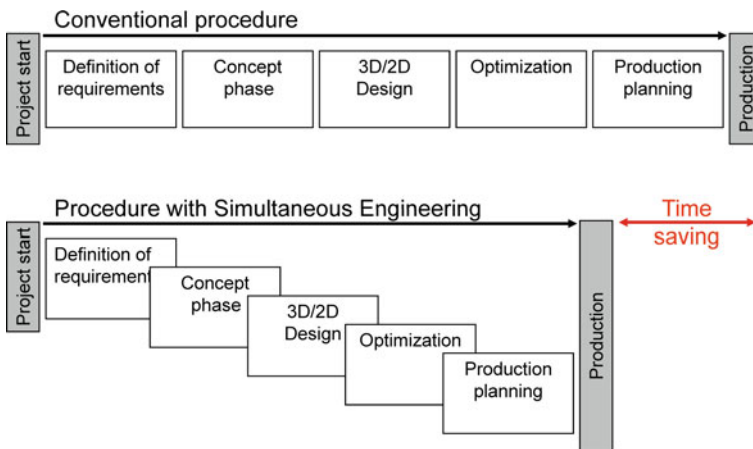 Conventional procedure
Project start
Definition of
requirements
Concept
phase
3D/2D
Design
Optimization
Production
planning
Production
Procedure with Simultaneous Engineering
Project start
Definition of
requirement
Concept
phase
3D/2D
Design
Optimization
Production
planning
Production
Time
saving